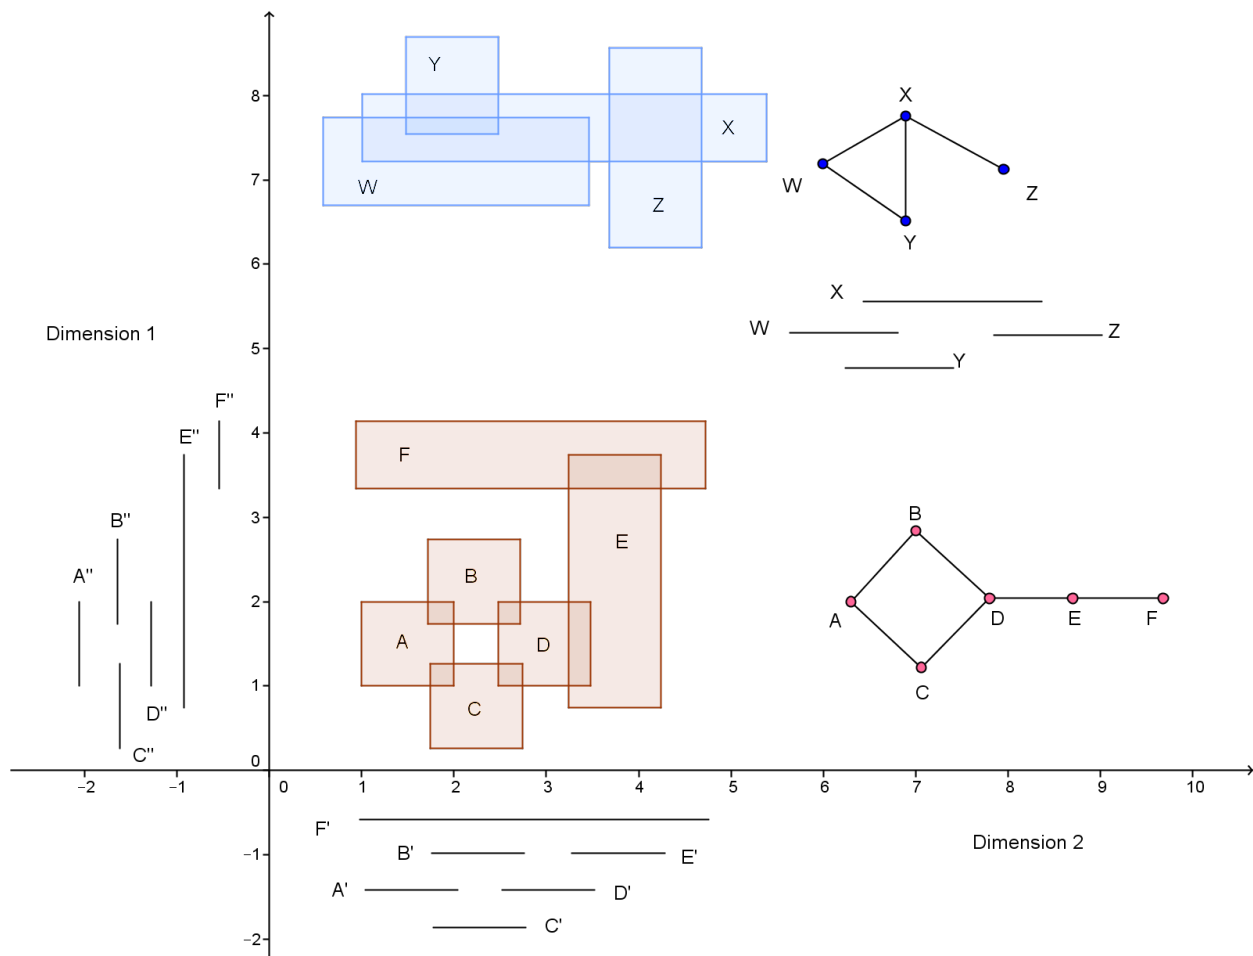 Y
8
X
X
7
W
W
Z
Z
Y
6
X
Dimension 1
5
W
Z
Y
F"
4
E"
F
3
B"
B
E
A"
B
2
A
D
A
D
E
F
1
D"
C
C
C"
0
−2
−1
0
1
2
3
4
5
6
7
8
9
10
F'
Dimension 2
−1
B'
E'
A'
D'
C'
−2